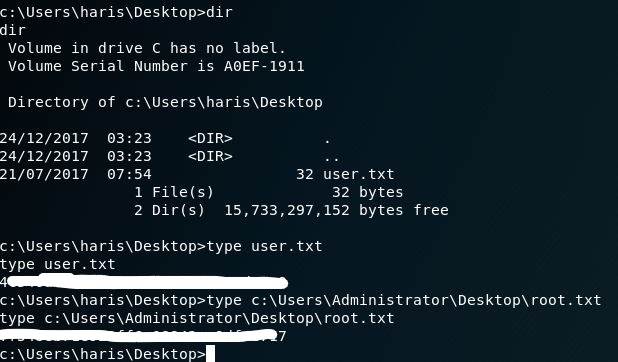 c:\Users\haris\Desktop>dir
dir
 Volume in drive C has no label.
 Volume Serial Number is A0EF-1911

 Directory of c:\Users\haris\Desktop

24/12/2017  03:23    <DIR>          .
24/12/2017  03:23    <DIR>          ..
21/07/2017  07:54                32 user.txt
               1 File(s)             32 bytes
               2 Dir(s)  15,733,297,152 bytes free

c:\Users\haris\Desktop>type user.txt
type user.txt
c:\Users\haris\Desktop>type c:\Users\Administrator\Desktop\root.txt
type c:\Users\Administrator\Desktop\root.txt
c:\Users\haris\Desktop>